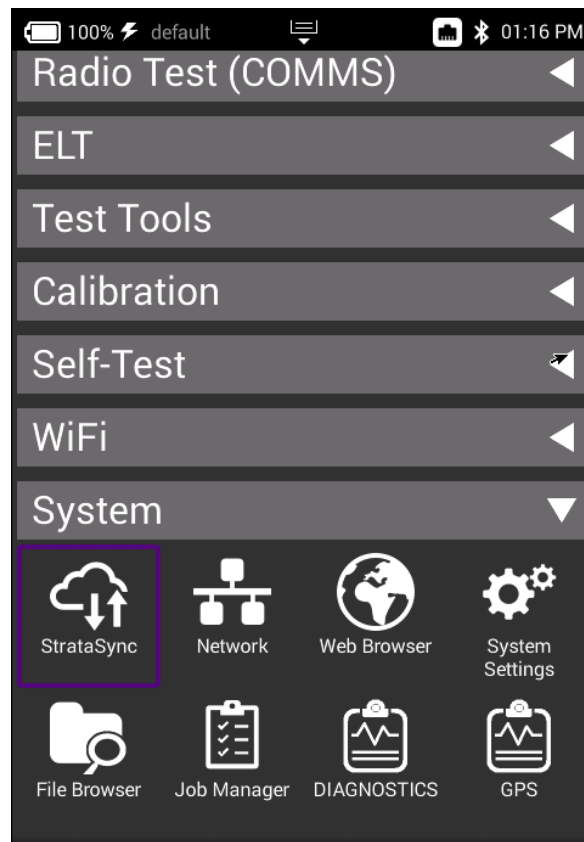 100% default 01:16 PM
Radio Test (COMMS)
ELT
Test Tools
Calibration
Self-Test
WiFi
System
StrataSync Network Web Browser System Settings
File Browser Job Manager DIAGNOSTICS GPS